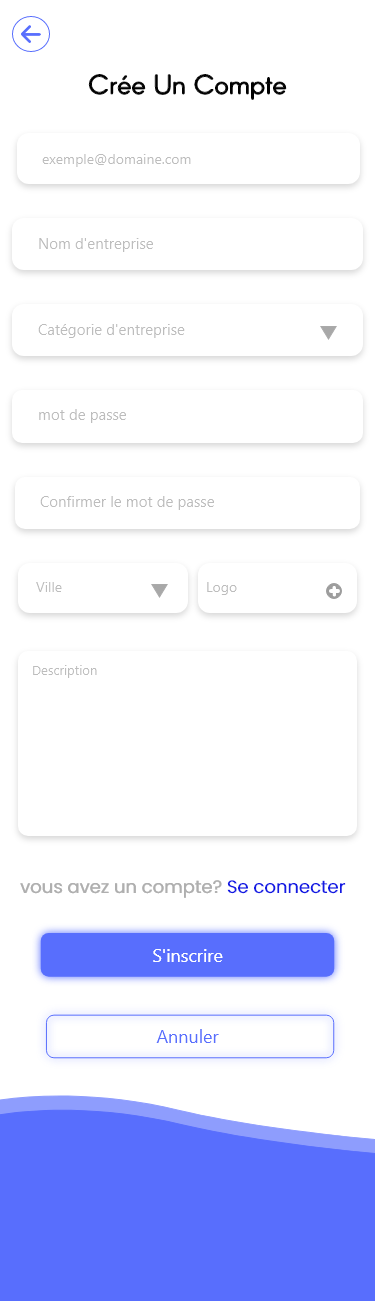 Crée Un Compte
exemple@domaine.com
Nom d'entreprise
Catégorie d'entreprise
mot de passe
Confirmer le mot de passe
Ville
Logo
Description
vous avez un compte? Se connecter
S'inscrire
Annuler